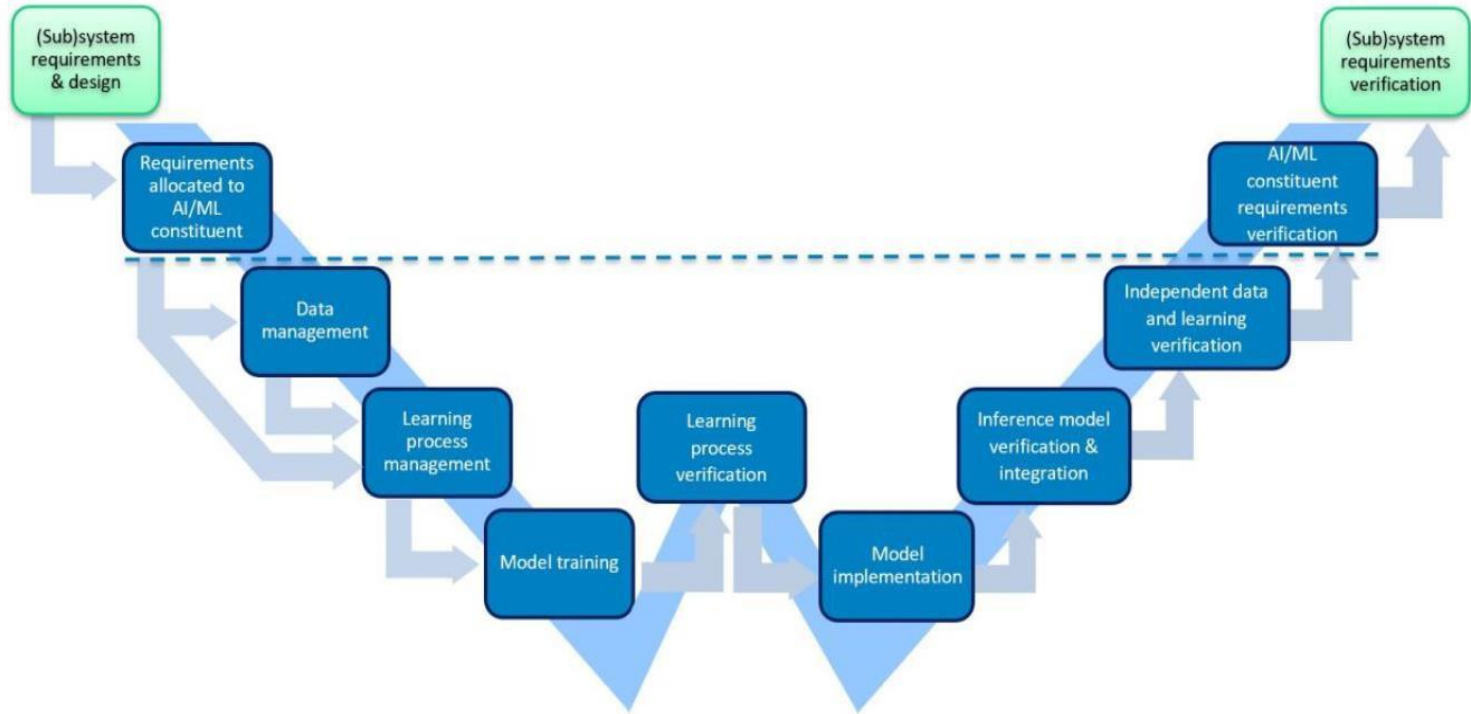 (Sub)system
requirements
& design
(Sub)system
requirements
verification
Requirements
allocated to
AI/ML
constituent
AI/ML
constituent
requirements
verification
Data
management
Independent data
and learning
verification
Learning
process
management
Learning
process
verification
Inference model
verification &
integration
Model training
Model
implementation